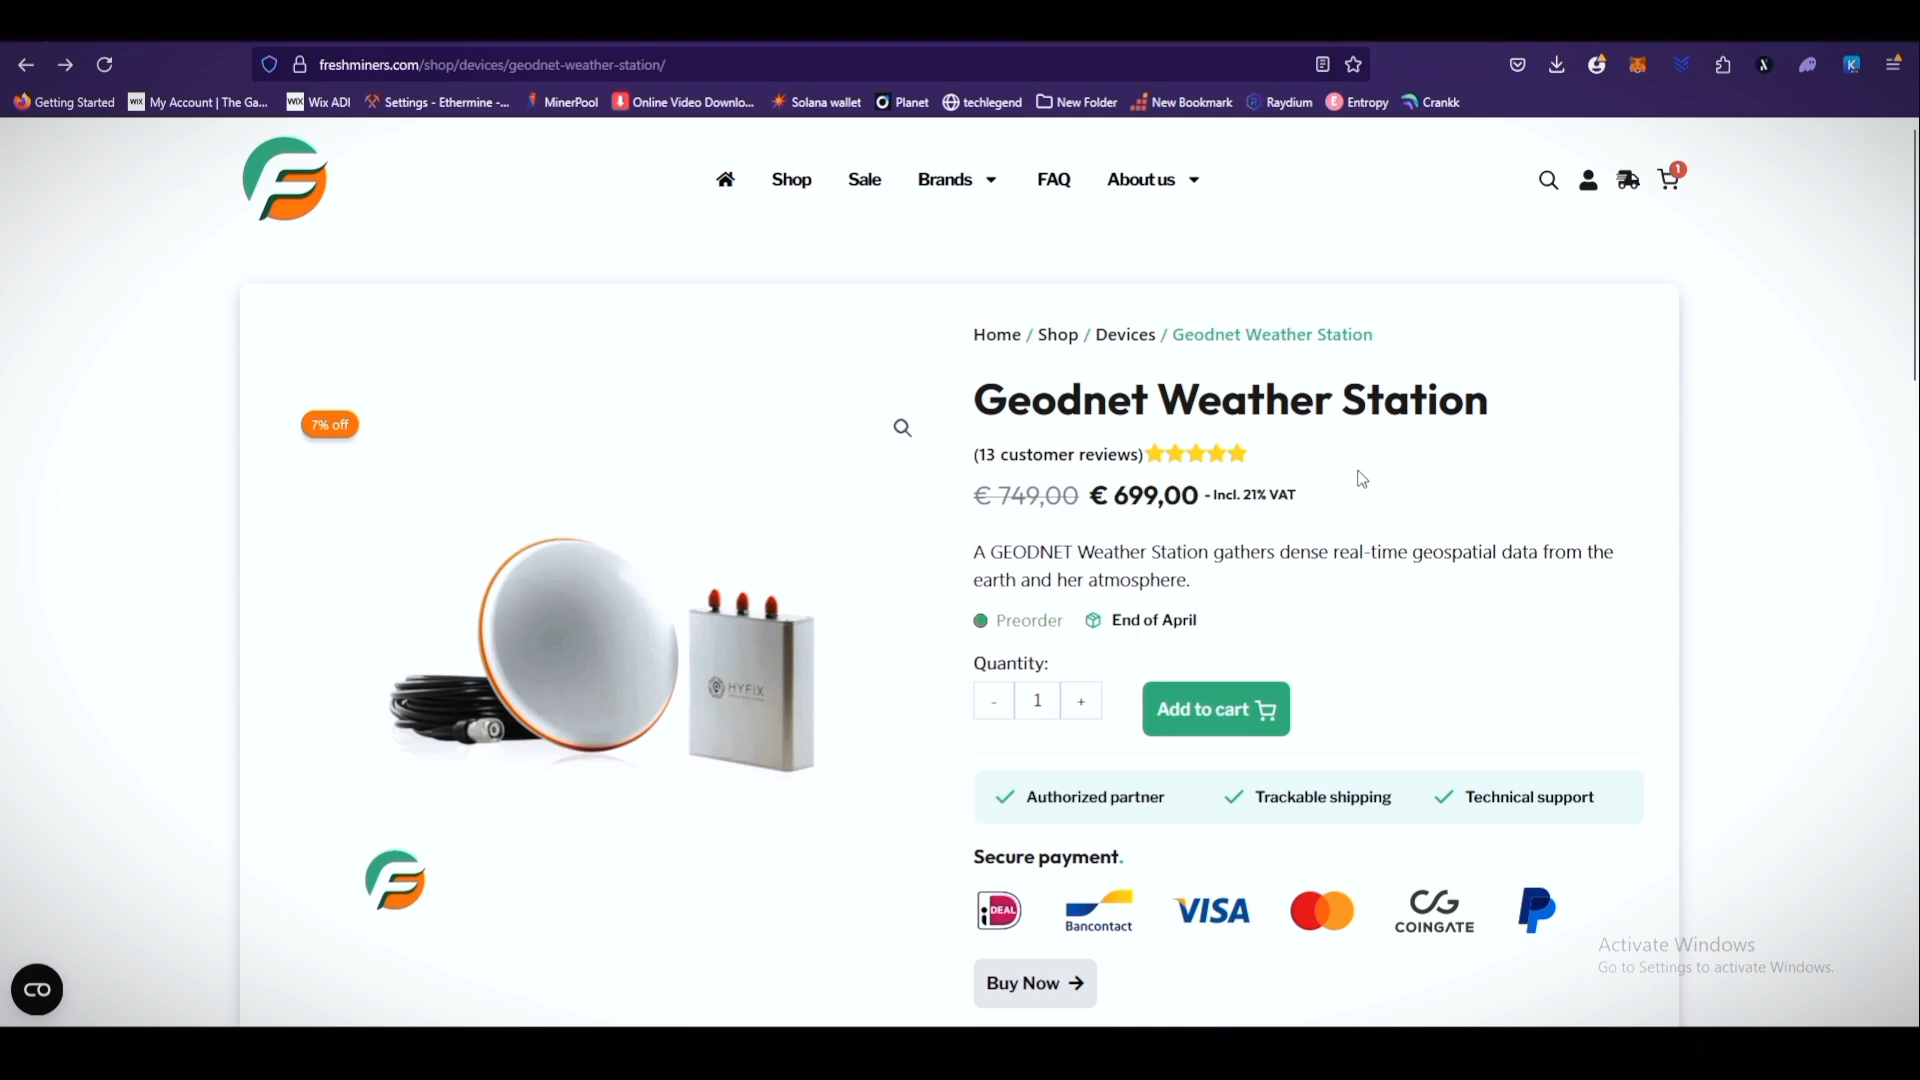 freshminers.com/shop/devices/geodnet-weather-station/
Getting Started
My Account | The Ga...
Wix ADI
Settings - Ethermine -...
MinerPool
Online Video Downlo...
Solana wallet
Planet
techlegend
New Folder
New Bookmark
Raydium
Entropy
Crankk
Shop
Sale
Brands
FAQ
About us
1
Home / Shop / Devices / Geodnet Weather Station
Geodnet Weather Station
7% off
(13 customer reviews)
€ 749,00 € 699,00 - Incl. 21% VAT
A GEODNET Weather Station gathers dense real-time geospatial data from the
earth and her atmosphere.
Preorder
End of April
Quantity:
- 1 +
Add to cart
HYFIX
Authorized partner
Trackable shipping
Technical support
Secure payment.
iDEAL
Bancontact
VISA
COINGATE
Activate Windows
Go to Settings to activate Windows.
Buy Now →